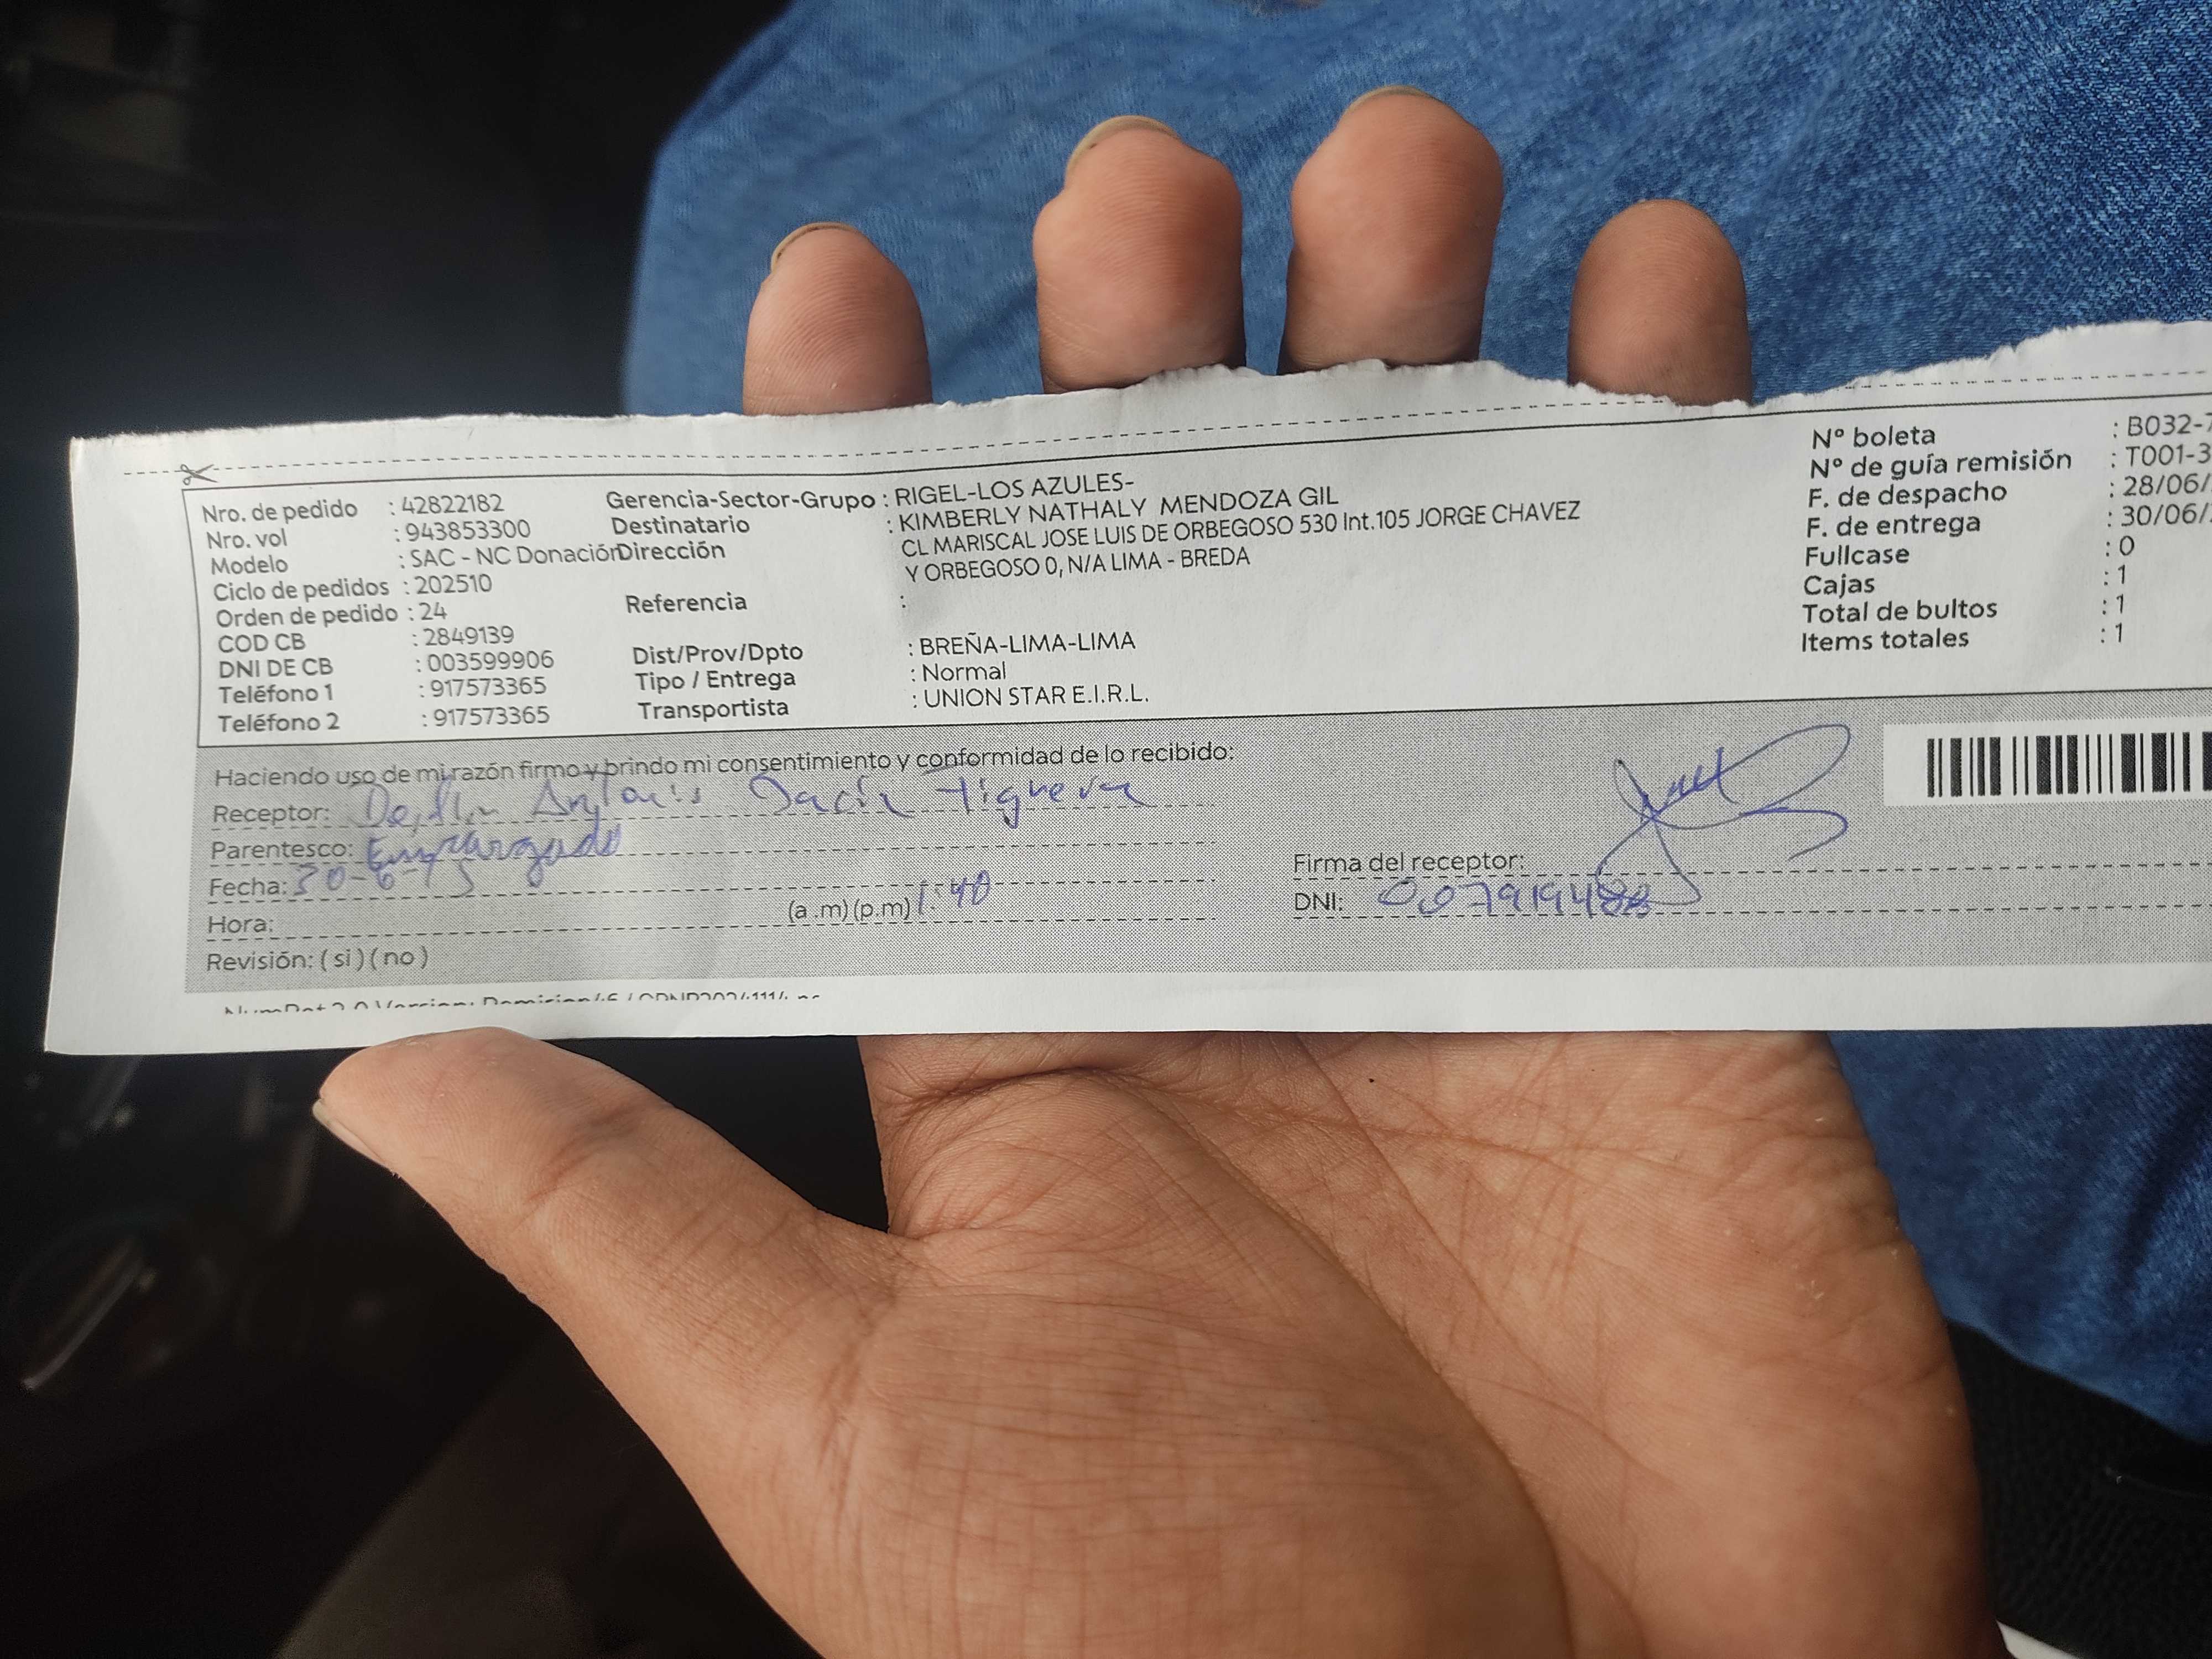 Nro. de pedido : 42822182
Nro. vol : 943853300
Modelo : SAC - NC Donación
Ciclo de pedidos : 202510
Orden de pedido : 24
COD CB : 2849139
DNI DE CB : 003599906
Teléfono 1 : 917573365
Teléfono 2 : 917573365
Gerencia-Sector-Grupo : RIGEL-LOS AZULES-
Destinatario : KIMBERLY NATHALY MENDOZA GIL
Dirección CL MARISCAL JOSE LUIS DE ORBEGOSO 530 Int.105 JORGE CHAVEZ
Y ORBEGOSO 0, N/A LIMA - BREDA
Referencia :
Dist/Prov/Dpto : BREÑA-LIMA-LIMA
Tipo / Entrega : Normal
Transportista : UNION STAR E.I.R.L.
N° boleta : B032-7
N° de guía remisión : T001-3
F. de despacho : 28/06/
F. de entrega : 30/06/
Fullcase : 0
Cajas : 1
Total de bultos : 1
Items totales : 1
Haciendo uso de mi razón firmo y brindo mi consentimiento y conformidad de lo recibido:
Receptor:
Parentesco:
Fecha:
Hora: (a .m) (p.m) 1:40
Revisión: ( si ) ( no )
Firma del receptor:
DNI: